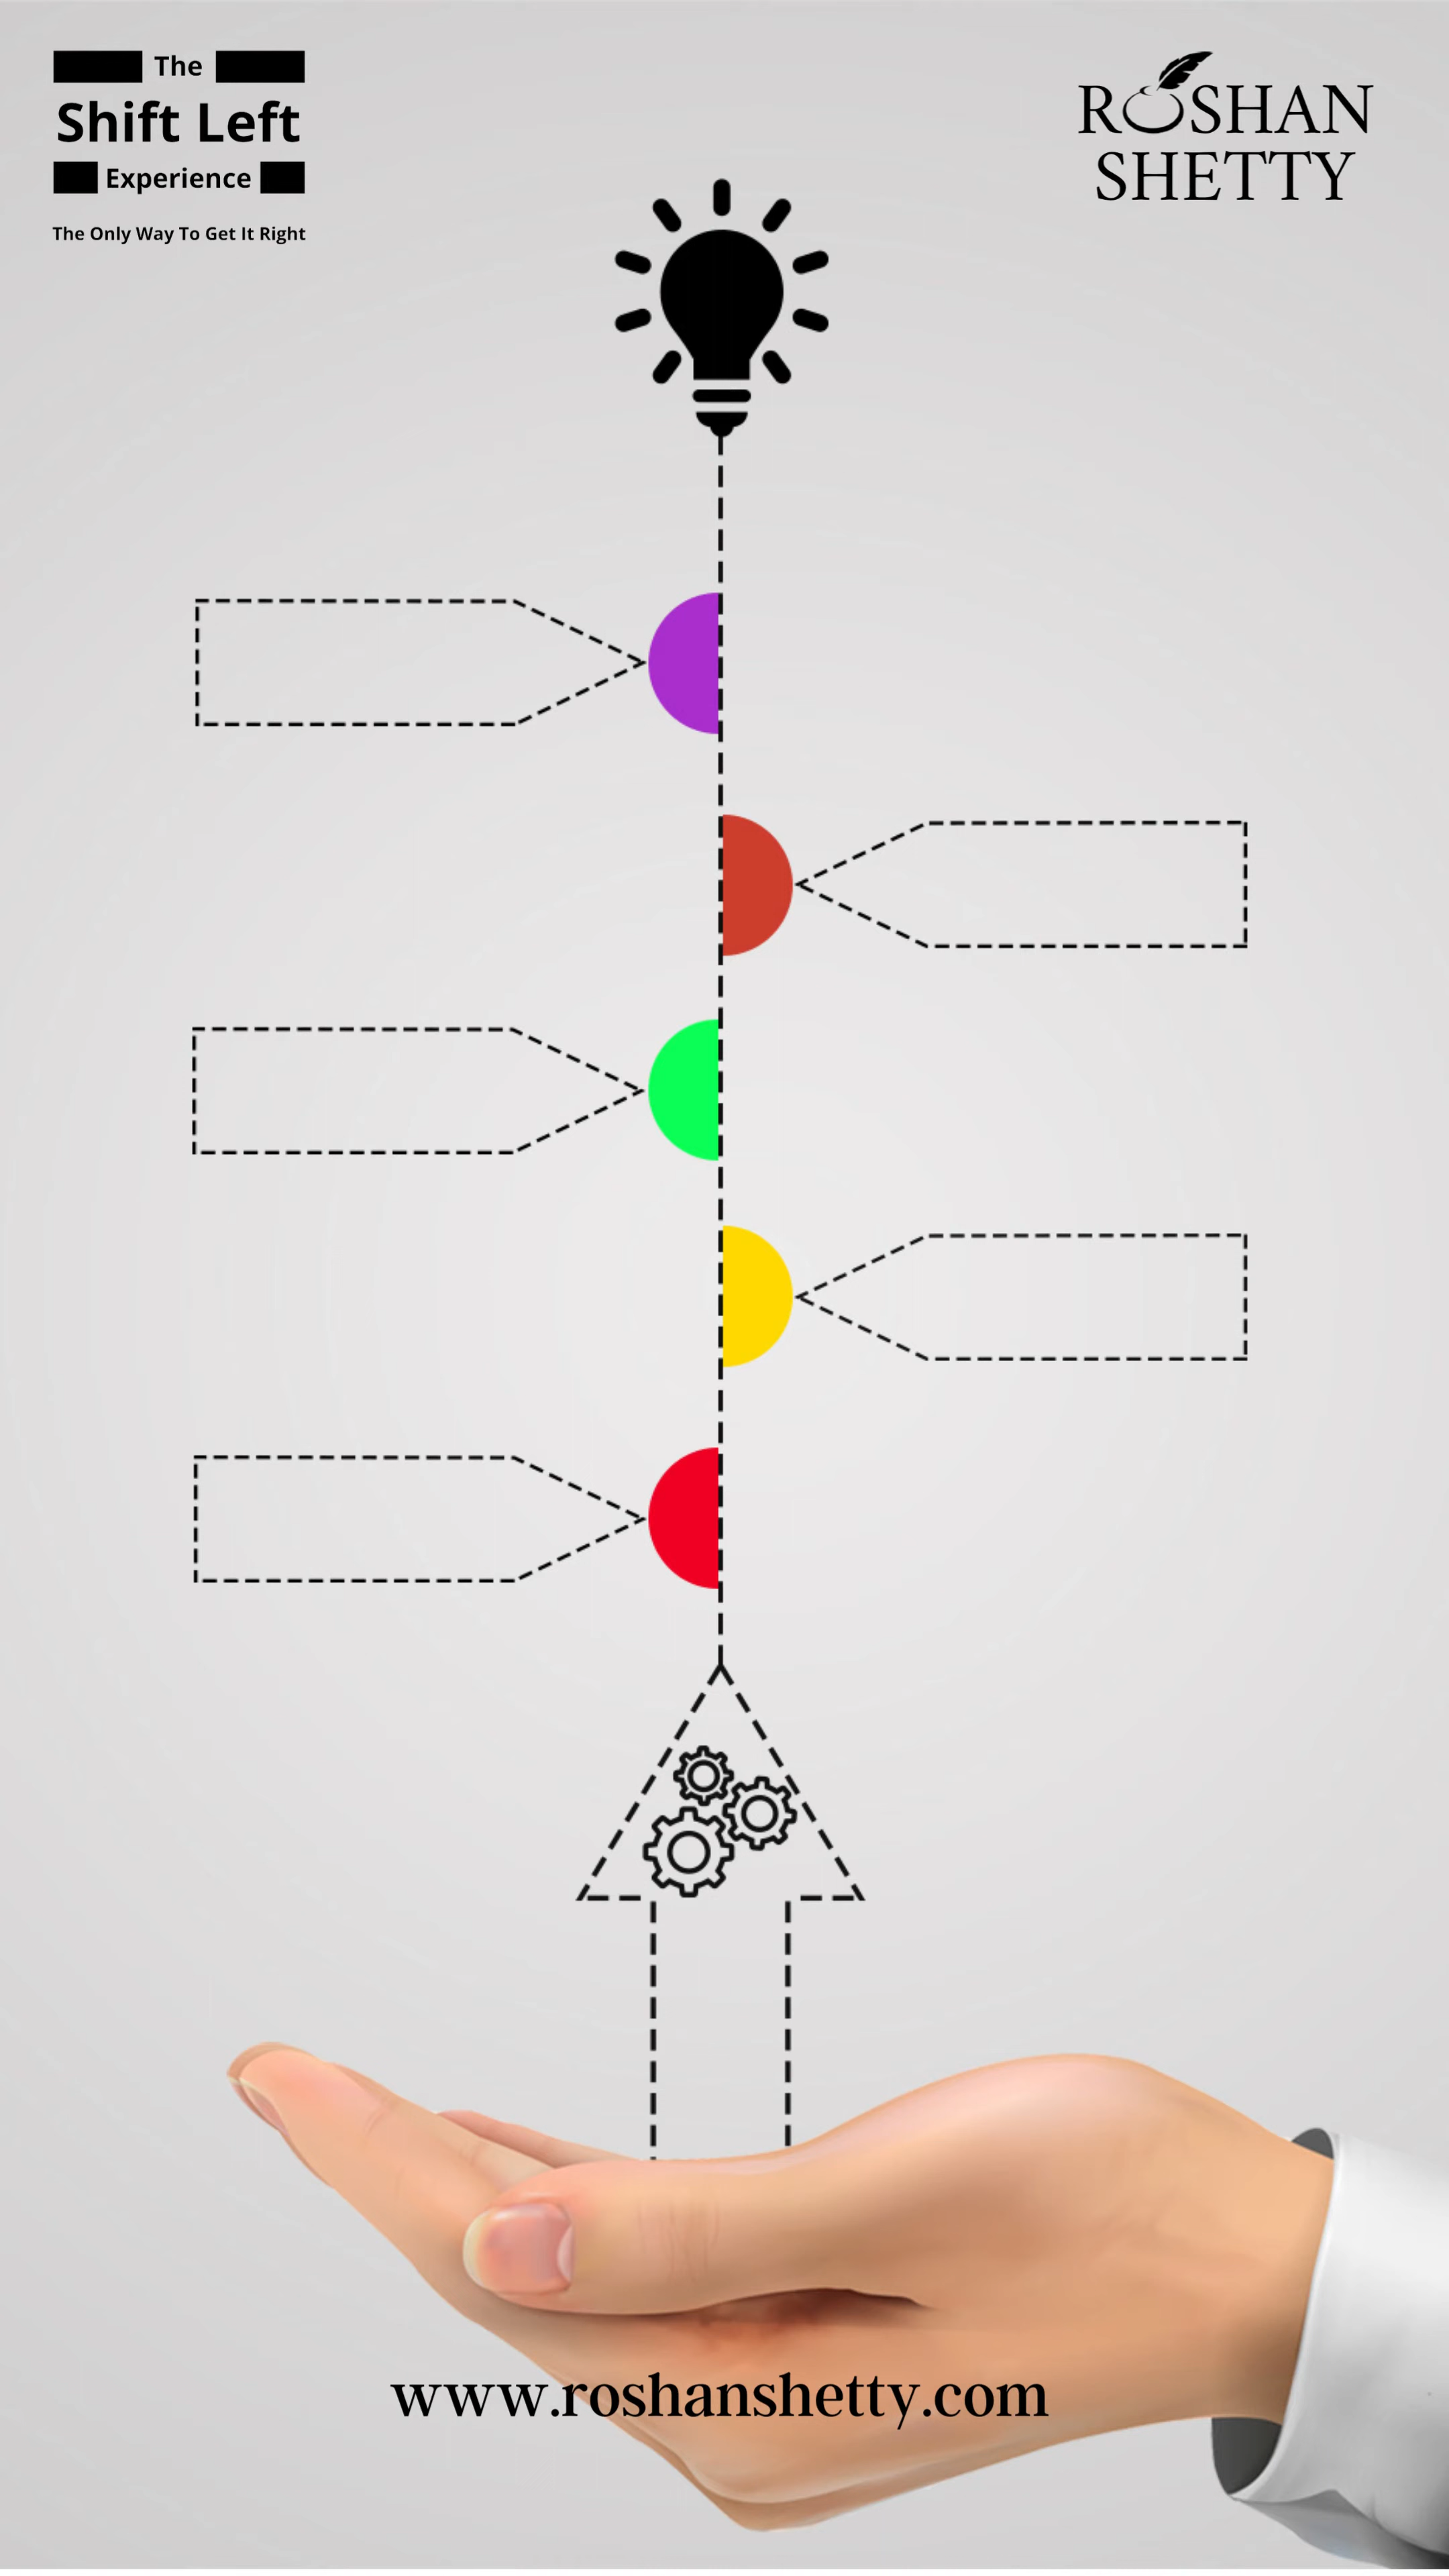 The
Shift Left
Experience
The Only Way To Get It Right
ROSHAN
SHETTY
www.roshanshetty.com